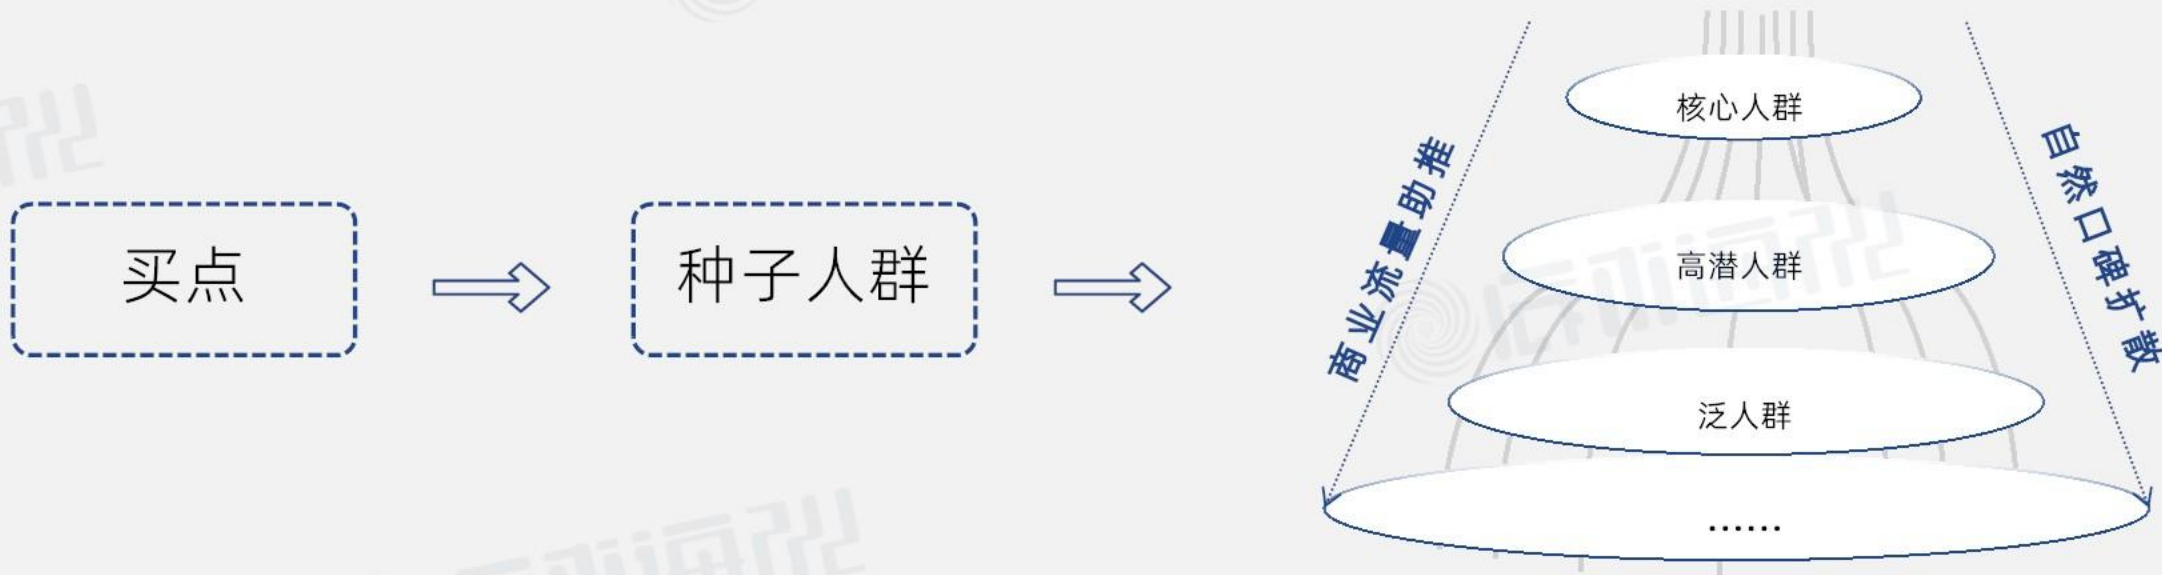 买点
种子人群
商业流量助推
核心人群
高潜人群
泛人群
......
自然口碑扩散